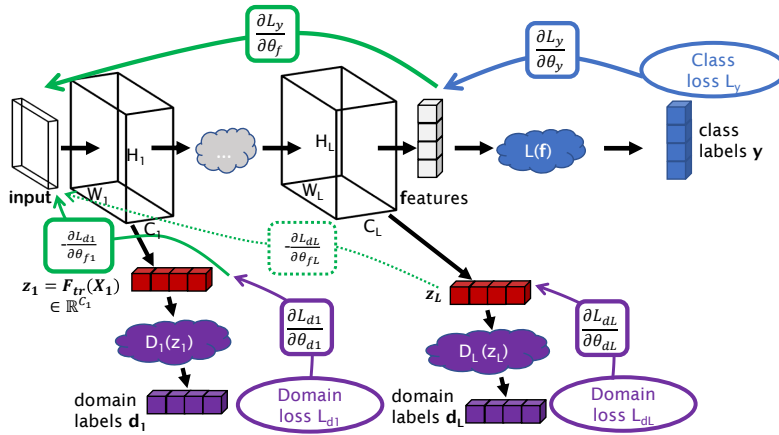 ∂L_y
∂θ_f
∂L_y
∂θ_y
Class
loss L_y
H_1
...
H_L
L(f)
class
labels y
input
W_1
W_L
features
C_1
C_L
-∂L_d1
∂θ_f1
-∂L_dL
∂θ_fL
z_1 = F_tr(X_1)
∈ ℝ^C_1
z_L
∂L_d1
∂θ_d1
∂L_dL
∂θ_dL
D_1(z_1)
D_L(z_L)
domain
labels d_1
Domain
loss L_d1
domain
labels d_L
Domain
loss L_dL